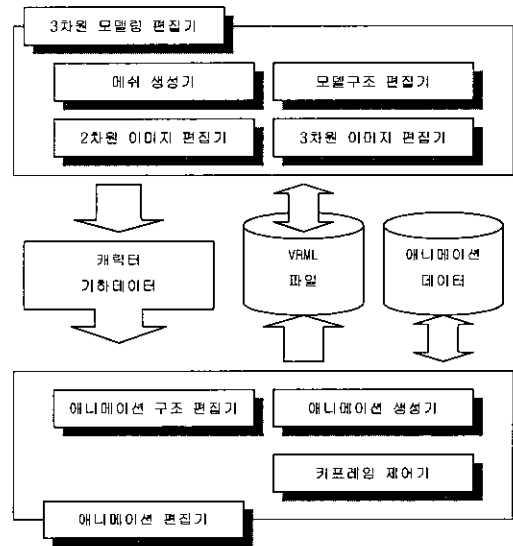 3차원 모델링 편집기
메쉬 생성기
모델구조 편집기
2차원 이미지 편집기
3차원 이미지 편집기
캐릭터
기하데이터
VRML
파일
애니메이션
데이터
애니메이션 구조 편집기
애니메이션 생성기
키프레임 제어기
애니메이션 편집기